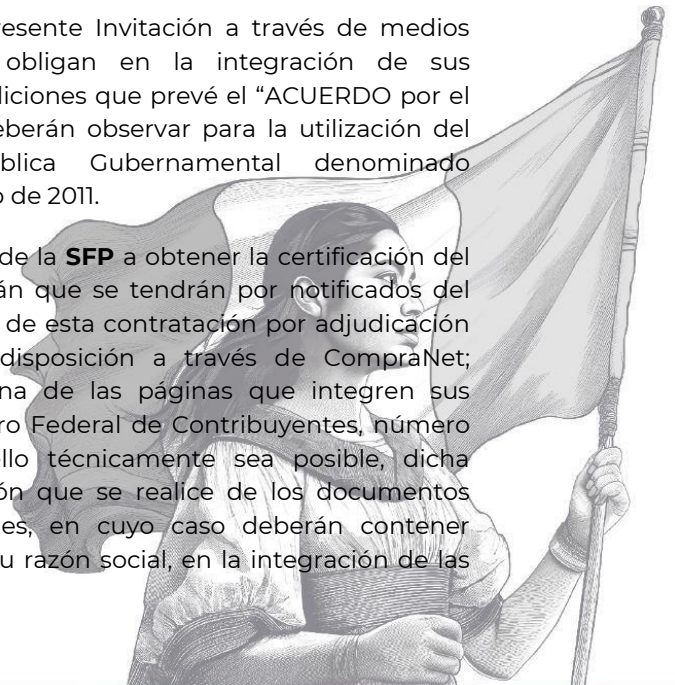 resente Invitación a través de medios
obligan en la integración de sus
diciones que prevé el “ACUERDO por el
eberán observar para la utilización del
blica Gubernamental denominado
o de 2011.
de la SFP a obtener la certificación del
án que se tendrán por notificados del
de esta contratación por adjudicación
disposición a través de CompraNet;
na de las páginas que integren sus
ro Federal de Contribuyentes, número
llo técnicamente sea posible, dicha
ón que se realice de los documentos
es, en cuyo caso deberán contener
u razón social, en la integración de las